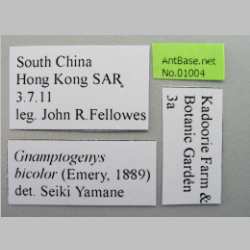 South China
Hong Kong SAR
3.7.11
leg. John R.Fellowes
AntBase.net
No.01004
Gnamptogenys
bicolor (Emery, 1889)
det. Seiki Yamane
Kadoorie Farm &
Botanic Garden
3a